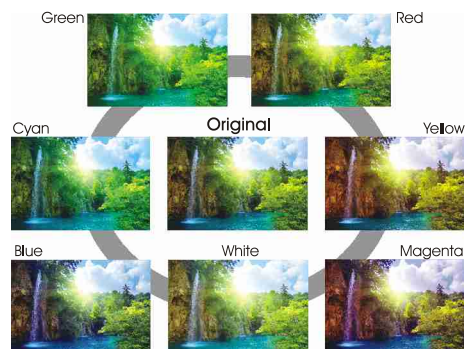 Green
Red
Original
Cyan
Yellow
Blue
White
Magenta